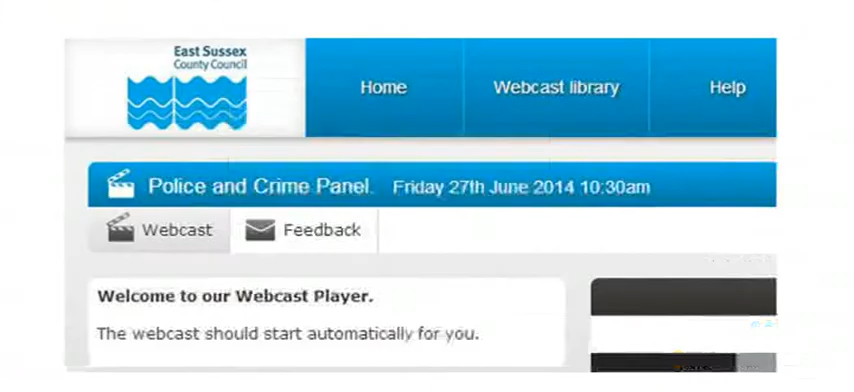 East Sussex
County Council
Home Webcast library Help
Police and Crime Panel. Friday 27th June 2014 10:30am
Webcast Feedback
Welcome to our Webcast Player.
The webcast should start automatically for you.